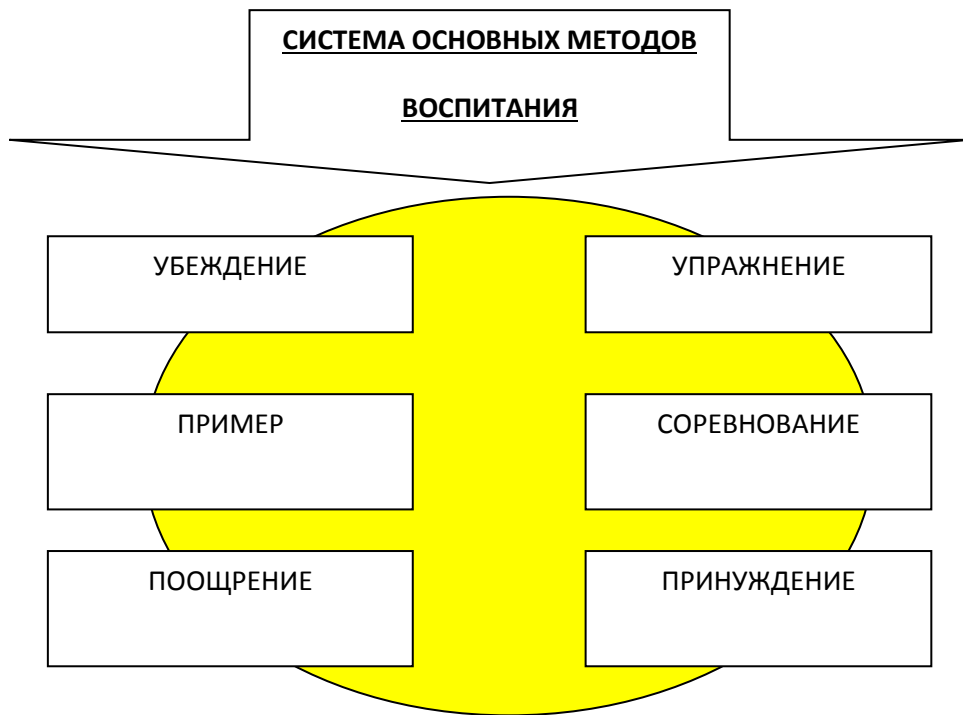 СИСТЕМА ОСНОВНЫХ МЕТОДОВ
ВОСПИТАНИЯ
УБЕЖДЕНИЕ
УПРАЖНЕНИЕ
ПРИМЕР
СОРЕВНОВАНИЕ
ПООЩРЕНИЕ
ПРИНУЖДЕНИЕ